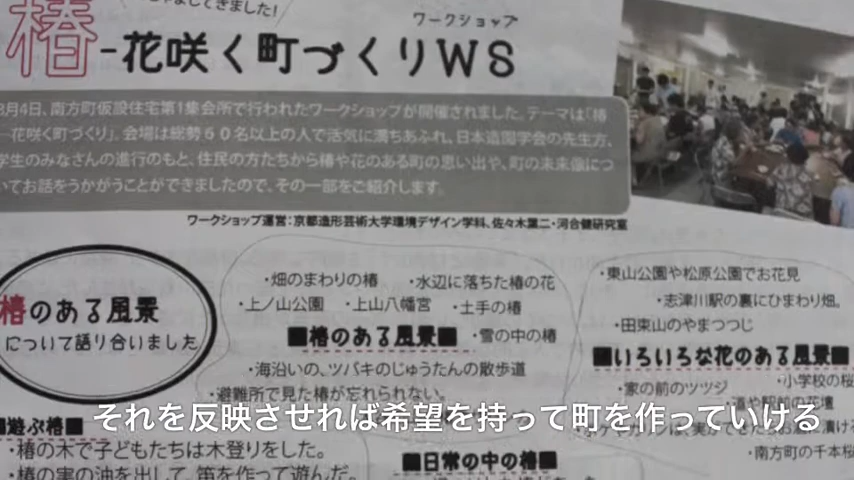 ワークショップ
椿-花咲く町づくりWS
8月4日、南方町仮設住宅第1集会所で行われたワークショップが開催されました。テーマは「椿
花咲く町づくり」。会場は総勢60名以上の人で活気に満ちあふれ、日本造園学会の先生方、
学生のみなさんの進行のもと、住民の方たちから椿や花のある町の思い出や、町の未来像につ
いてお話をうかがうことができましたので、その一部をご紹介します。
ワークショップ運営:京都造形芸術大学環境デザイン学科、佐々木葉二・河合健研究室
椿のある風景
について語り合いました
・畑のまわりの椿 ・水辺に落ちた椿の花
・上ノ山公園 ・上山八幡宮 ・土手の椿
■椿のある風景■ ・雪の中の椿
・海沿いの、ツバキのじゅうたんの散歩道
・避難所で見た椿が忘れられない。
・東山公園や松原公園でお花見
・志津川駅の裏にひまわり畑。
・田束山のやまつつじ
■いろいろな花のある風景■
・家の前のツツジ ・小学校の桜
・南方町の千本桜
■遊ぶ椿■
・椿の木で子どもたちは木登りをした。
・椿の実の油を出して、笛を作って遊んだ。
■日常の中の椿■
それを反映させれば希望を持って町を作っていける